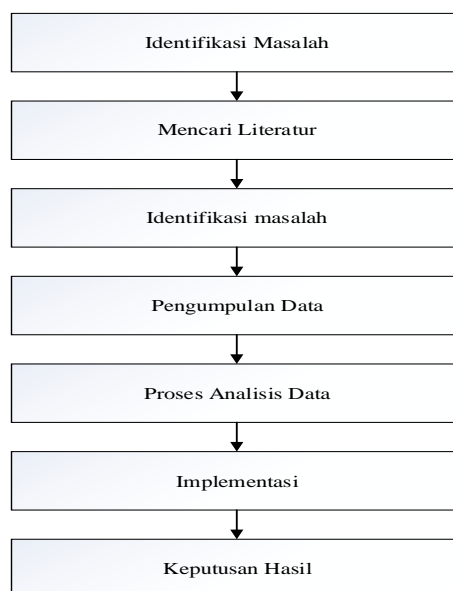 Identifikasi Masalah
Mencari Literatur
Identifikasi masalah
Pengumpulan Data
Proses Analisis Data
Implementasi
Keputusan Hasil